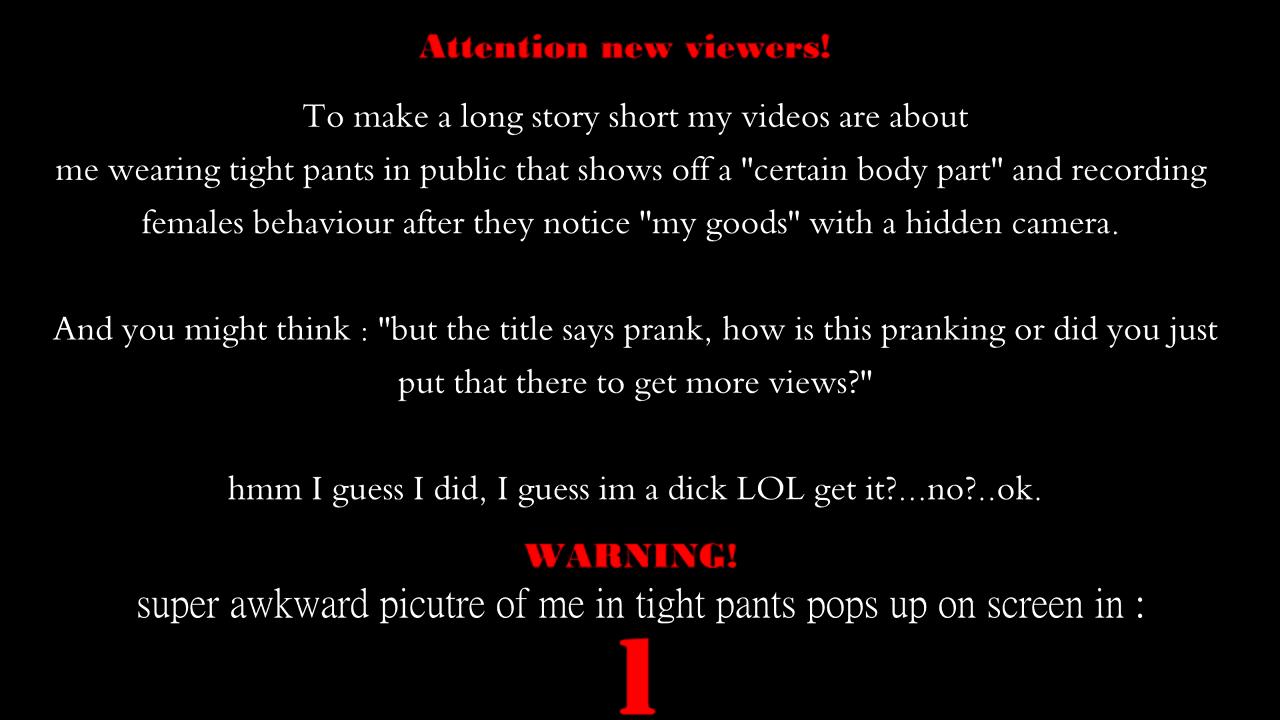 Attention new viewers!
To make a long story short my videos are about
me wearing tight pants in public that shows off a "certain body part" and recording
females behaviour after they notice "my goods" with a hidden camera.
And you might think : "but the title says prank, how is this pranking or did you just
put that there to get more views?"
hmm I guess I did, I guess im a dick LOL get it?...no?..ok.
WARNING!
super awkward picutre of me in tight pants pops up on screen in :
1